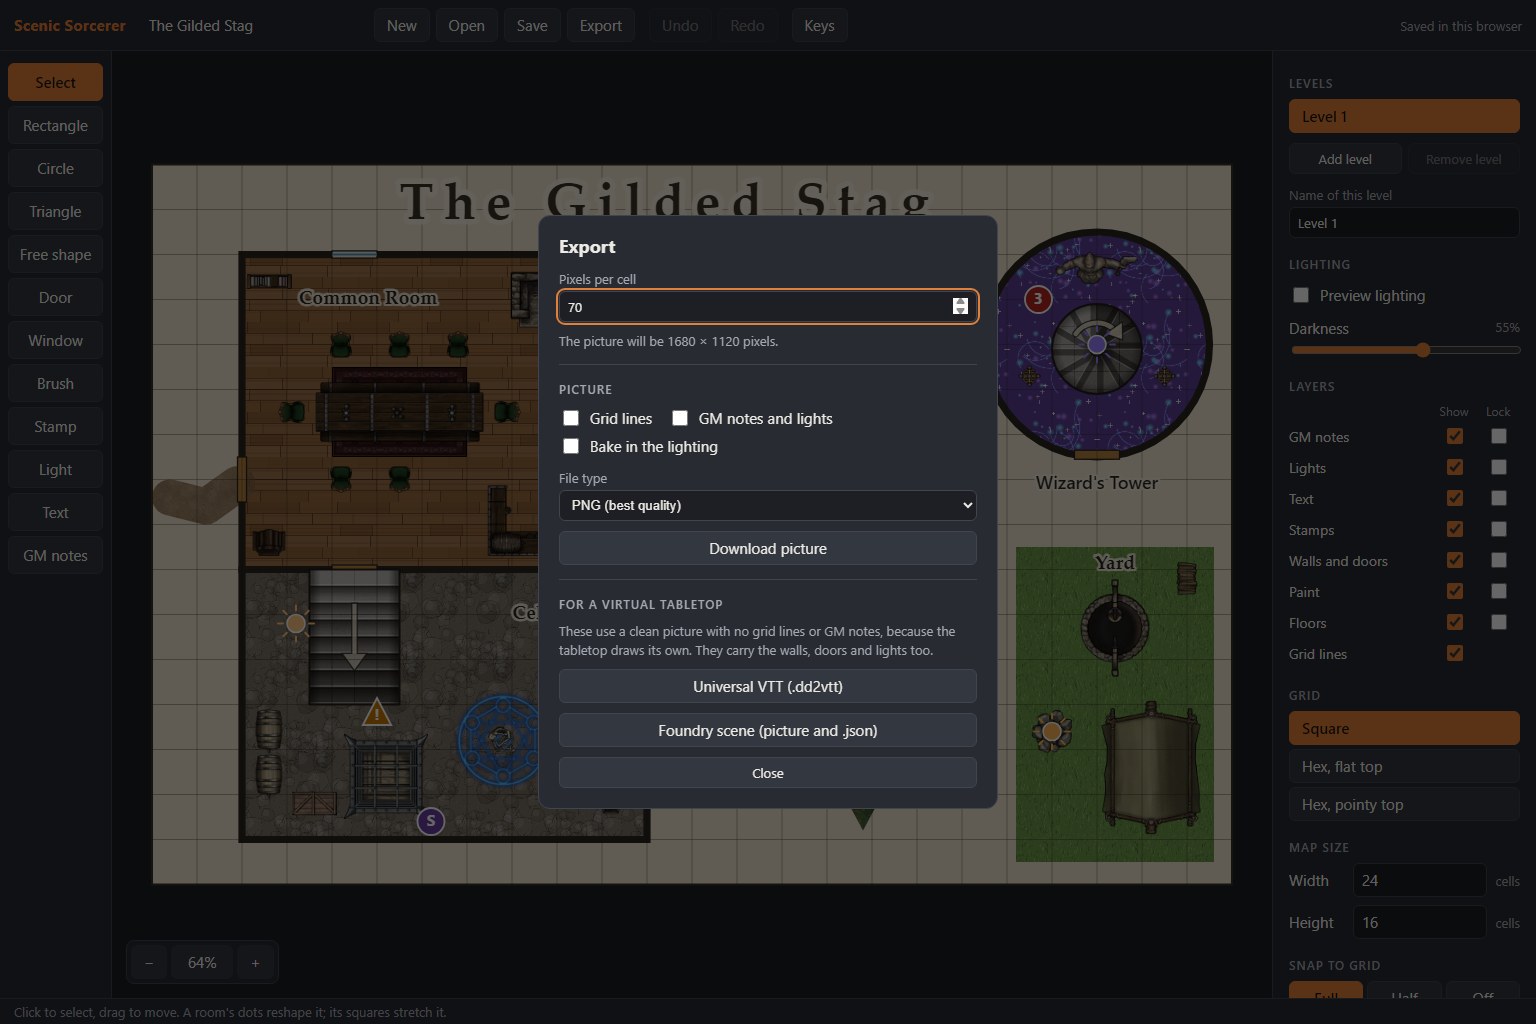 Scenic Sorcerer
The Gilded Stag
New
Open
Save
Export
Undo
Redo
Keys
Saved in this browser
Select
Rectangle
Circle
Triangle
Free shape
Door
Window
Brush
Stamp
Light
Text
GM notes
The Gilded Stag
Common Room
3
Wizard's Tower
Yard
!
S
Export
Pixels per cell
70
The picture will be 1680 × 1120 pixels.
PICTURE
Grid lines
GM notes and lights
Bake in the lighting
File type
PNG (best quality)
Download picture
FOR A VIRTUAL TABLETOP
These use a clean picture with no grid lines or GM notes, because the
tabletop draws its own. They carry the walls, doors and lights too.
Universal VTT (.dd2vtt)
Foundry scene (picture and .json)
Close
LEVELS
Level 1
Add level
Remove level
Name of this level
Level 1
LIGHTING
Preview lighting
Darkness
55%
LAYERS
Show
Lock
GM notes
Lights
Text
Stamps
Walls and doors
Paint
Floors
Grid lines
GRID
Square
Hex, flat top
Hex, pointy top
MAP SIZE
Width
24
cells
Height
16
cells
SNAP TO GRID
Full
Half
Off
−
64%
+
Click to select, drag to move. A room's dots reshape it; its squares stretch it.